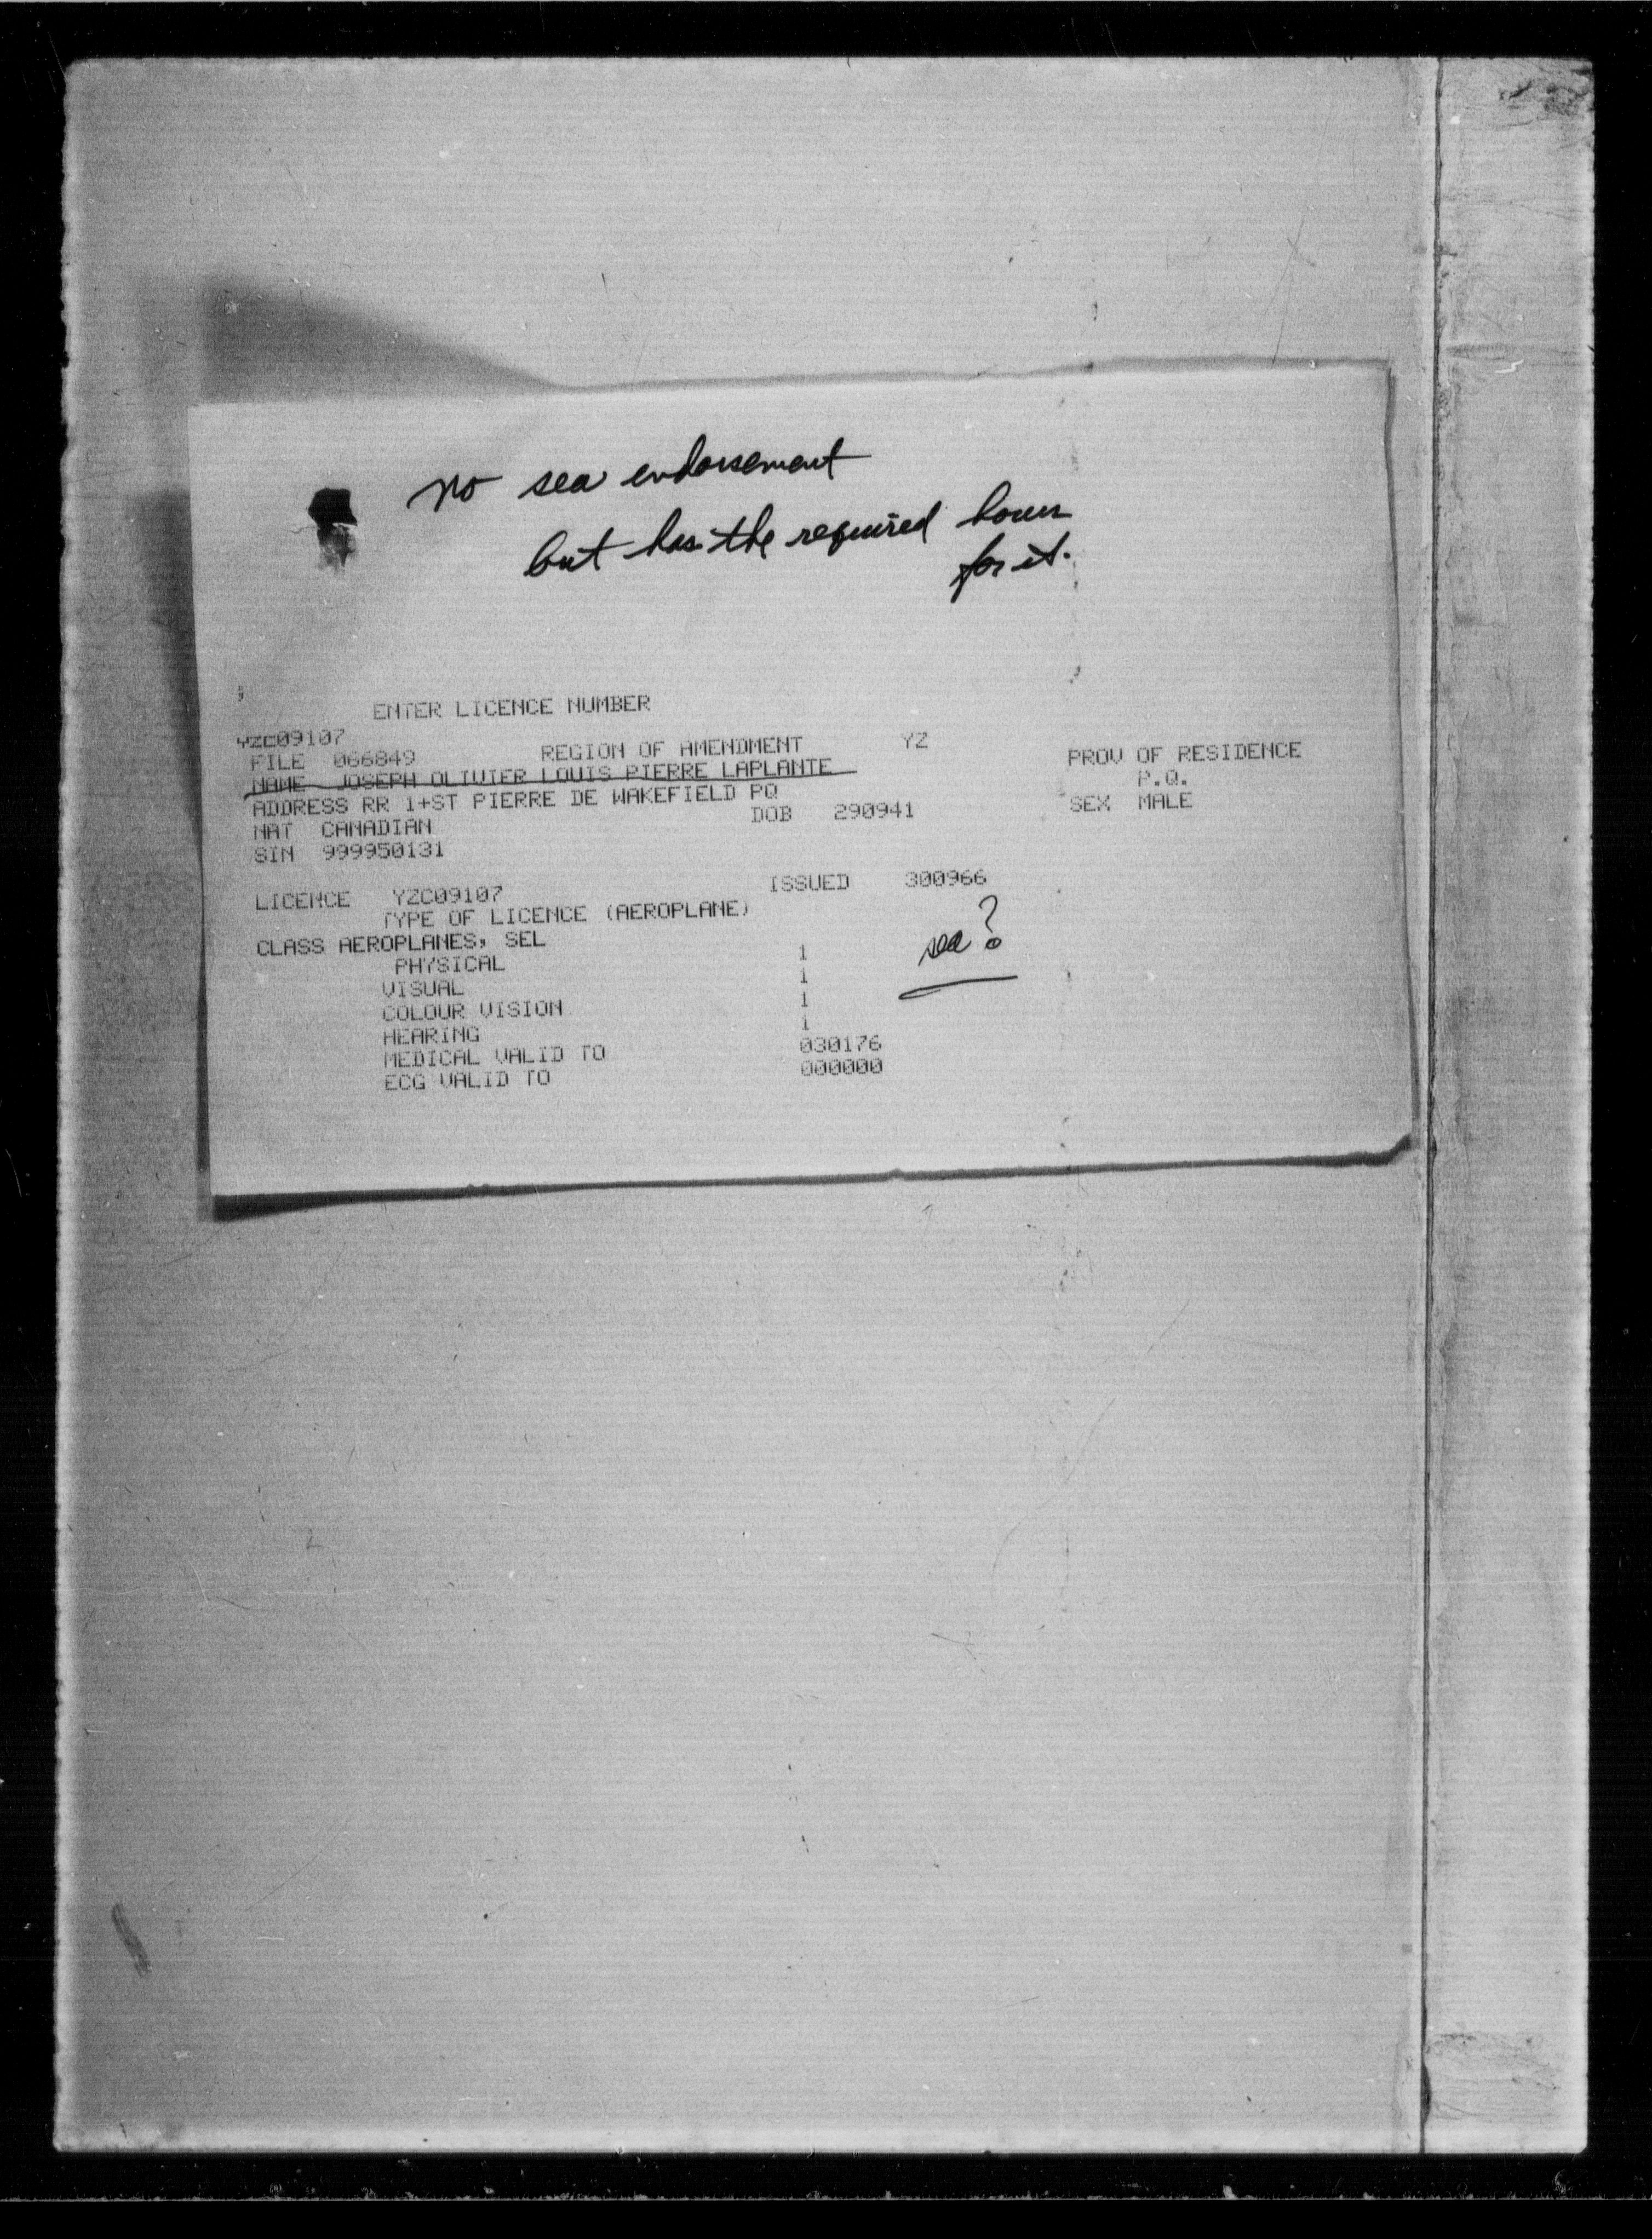 no sea endorsement
but has the required hours
for it.
ENTER LICENCE NUMBER
YZC09107
FILE 066849 REGION OF AMENDMENT YZ PROV OF RESIDENCE
NAME JOSEPH OLIVIER LOUIS PIERRE LAPLANTE P.Q.
ADDRESS RR 1+ST PIERRE DE WAKEFIELD PQ SEX MALE
NAT CANADIAN DOB 290941
SIN 999950131
LICENCE YZC09107 ISSUED 300966
TYPE OF LICENCE (AEROPLANE)
CLASS AEROPLANES, SEL sea?
PHYSICAL 1
VISUAL 1
COLOUR VISION 1
HEARING 1
MEDICAL VALID TO 030176
ECG VALID TO 000000